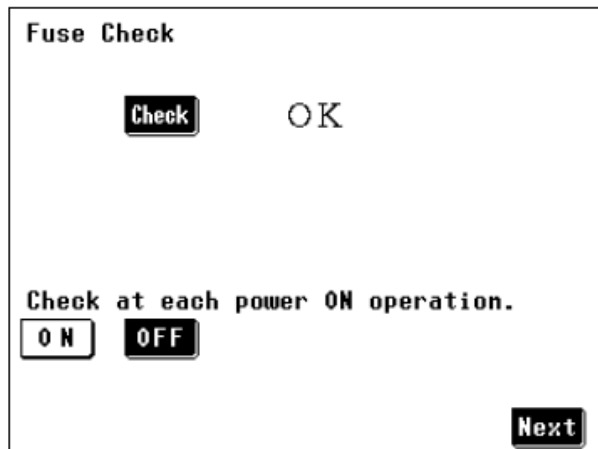 Fuse Check
Check OK
Check at each power ON operation.
ON OFF
Next